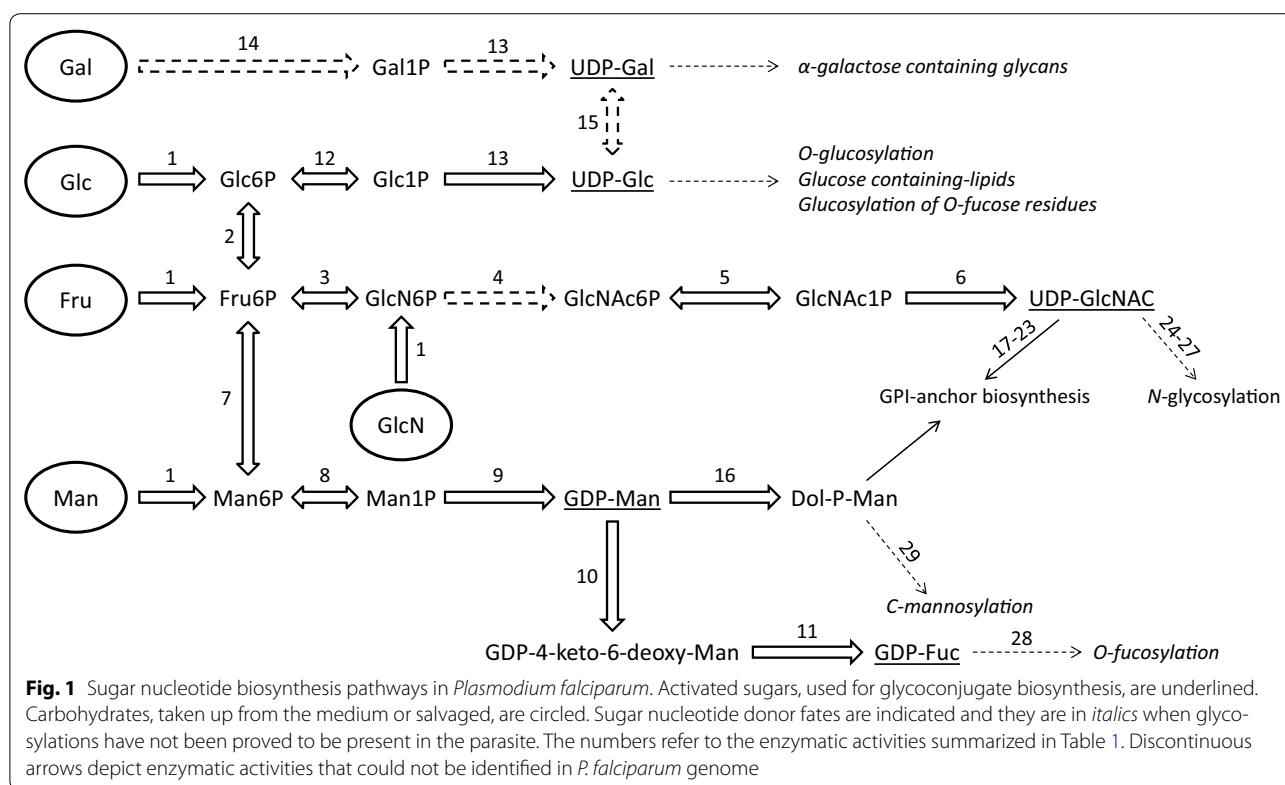 14 13
Gal Gal1P UDP-Gal α-galactose containing glycans
15
1 12 13 O-glucosylation
Glc Glc6P Glc1P UDP-Glc Glucose containing-lipids
Glucosylation of O-fucose residues
2
1 3 4 5 6
Fru Fru6P GlcN6P GlcNAc6P GlcNAc1P UDP-GlcNAC
1 17-23 24-27
7 GlcN GPI-anchor biosynthesis N-glycosylation
1 8 9 16
Man Man6P Man1P GDP-Man Dol-P-Man
29
10
C-mannosylation
11 28
GDP-4-keto-6-deoxy-Man GDP-Fuc O-fucosylation
Fig. 1 Sugar nucleotide biosynthesis pathways in Plasmodium falciparum. Activated sugars, used for glycoconjugate biosynthesis, are underlined.
Carbohydrates, taken up from the medium or salvaged, are circled. Sugar nucleotide donor fates are indicated and they are in italics when glyco-
sylations have not been proved to be present in the parasite. The numbers refer to the enzymatic activities summarized in Table 1. Discontinuous
arrows depict enzymatic activities that could not be identified in P. falciparum genome